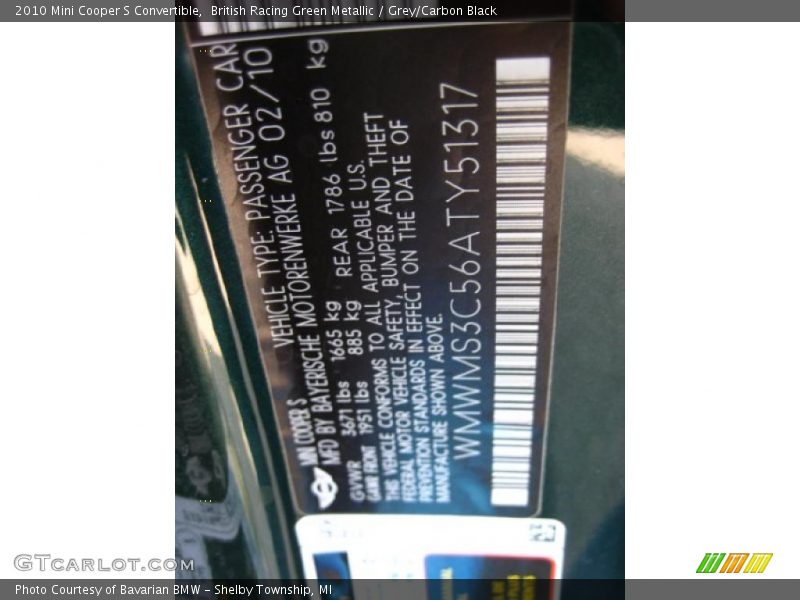 2010 Mini Cooper S Convertible,  British Racing Green Metallic / Grey/Carbon Black
MINI COOPER S
VEHICLE TYPE: PASSENGER CAR
MFD BY BAYERISCHE MOTORENWERKE AG 02/10
GVWR 3671 lbs 1665 kg
GAWR FRONT 1951 lbs 885 kg REAR 1786 lbs 810 kg
THIS VEHICLE CONFORMS TO ALL APPLICABLE U.S.
FEDERAL MOTOR VEHICLE SAFETY, BUMPER AND THEFT
PREVENTION STANDARDS IN EFFECT ON THE DATE OF
MANUFACTURE SHOWN ABOVE.
WMWMS3C56ATY51317
GTcarlot.com
Photo Courtesy of Bavarian BMW – Shelby Township, MI